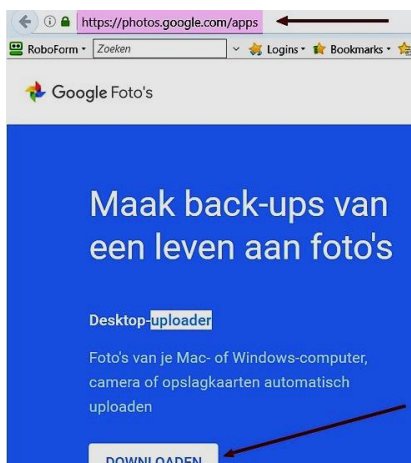 https://photos.google.com/apps
RoboForm Zoeken Logins Bookmarks
Google Foto's
Maak back-ups van
een leven aan foto's
Desktop-uploader
Foto's van je Mac- of Windows-computer,
camera of opslagkaarten automatisch
uploaden
DOWNLOADEN